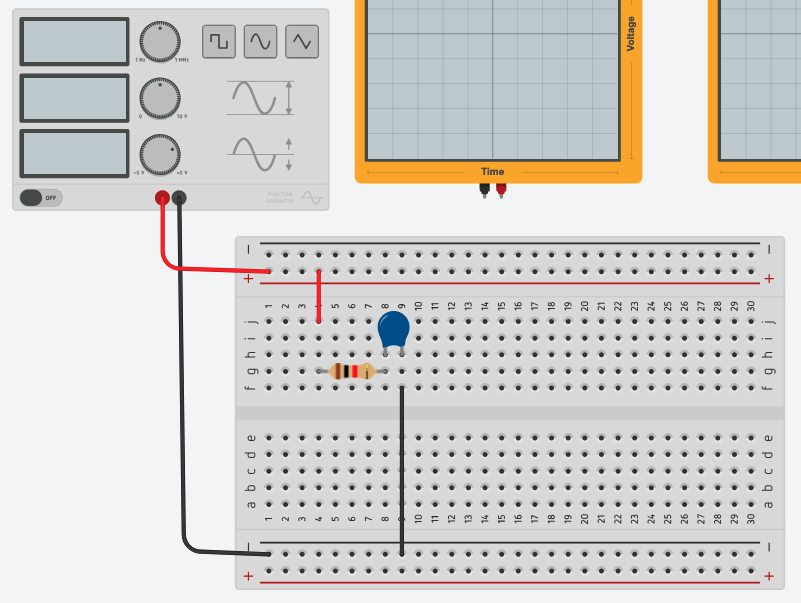 1 Hz 1 MHz
0 10 V
-5 V +5 V
OFF
FUNCTION
GENERATOR
Voltage
Time
− −
+ +
1 2 3 4 5 6 7 8 9 10 11 12 13 14 15 16 17 18 19 20 21 22 23 24 25 26 27 28 29 30
j j
i i
h h
g g
f f
e e
d d
c c
b b
a a
1 2 3 4 5 6 7 8 9 10 11 12 13 14 15 16 17 18 19 20 21 22 23 24 25 26 27 28 29 30
− −
+ +